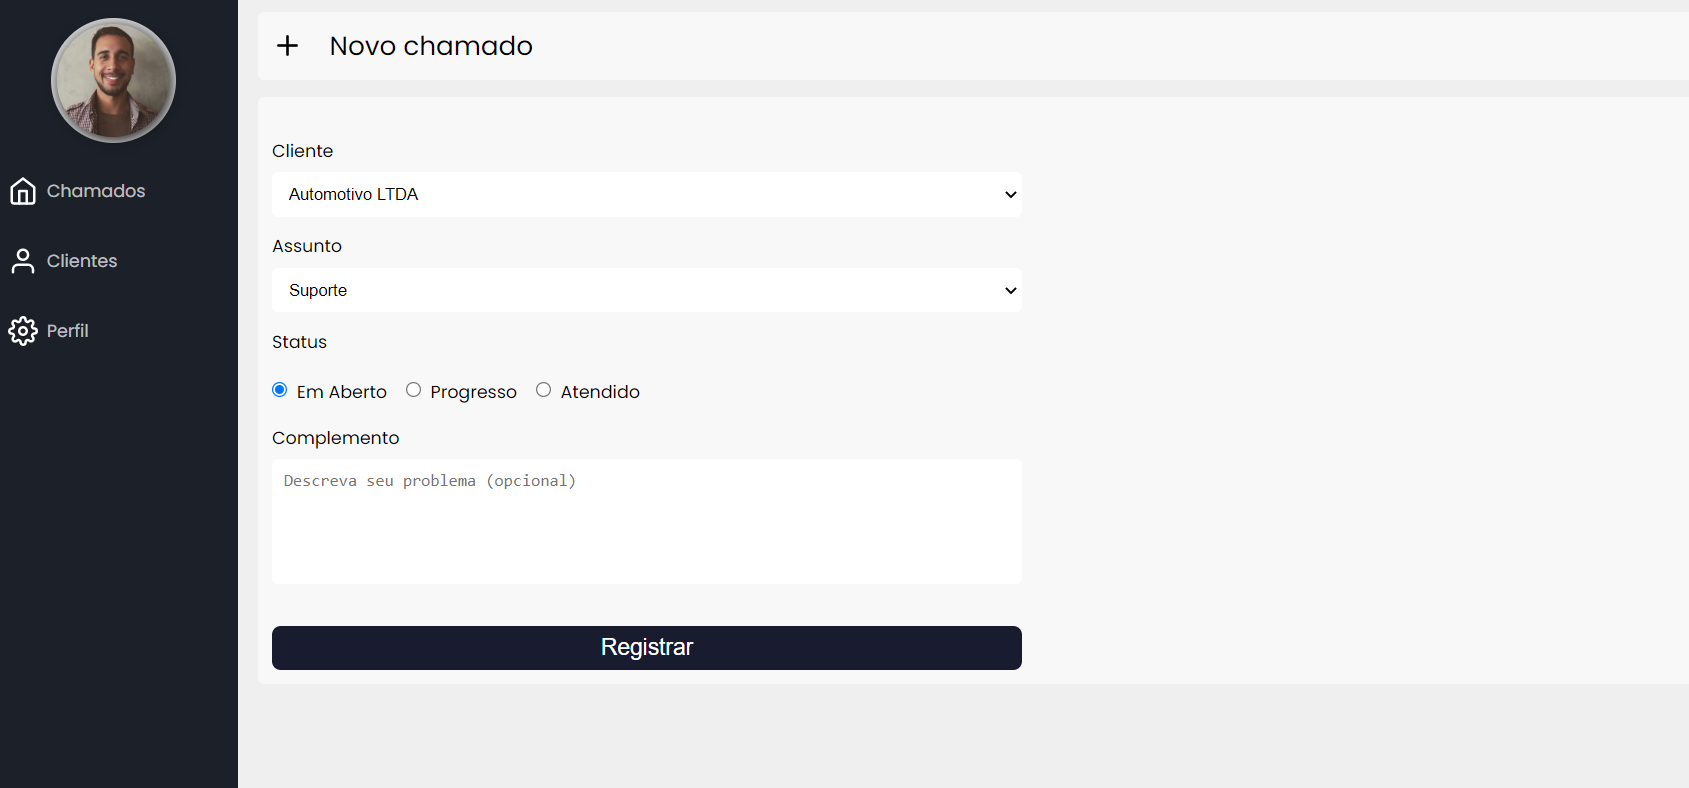 Chamados
Clientes
Perfil
Novo chamado
Cliente
Automotivo LTDA
Assunto
Suporte
Status
Em Aberto Progresso Atendido
Complemento
Descreva seu problema (opcional)
Registrar